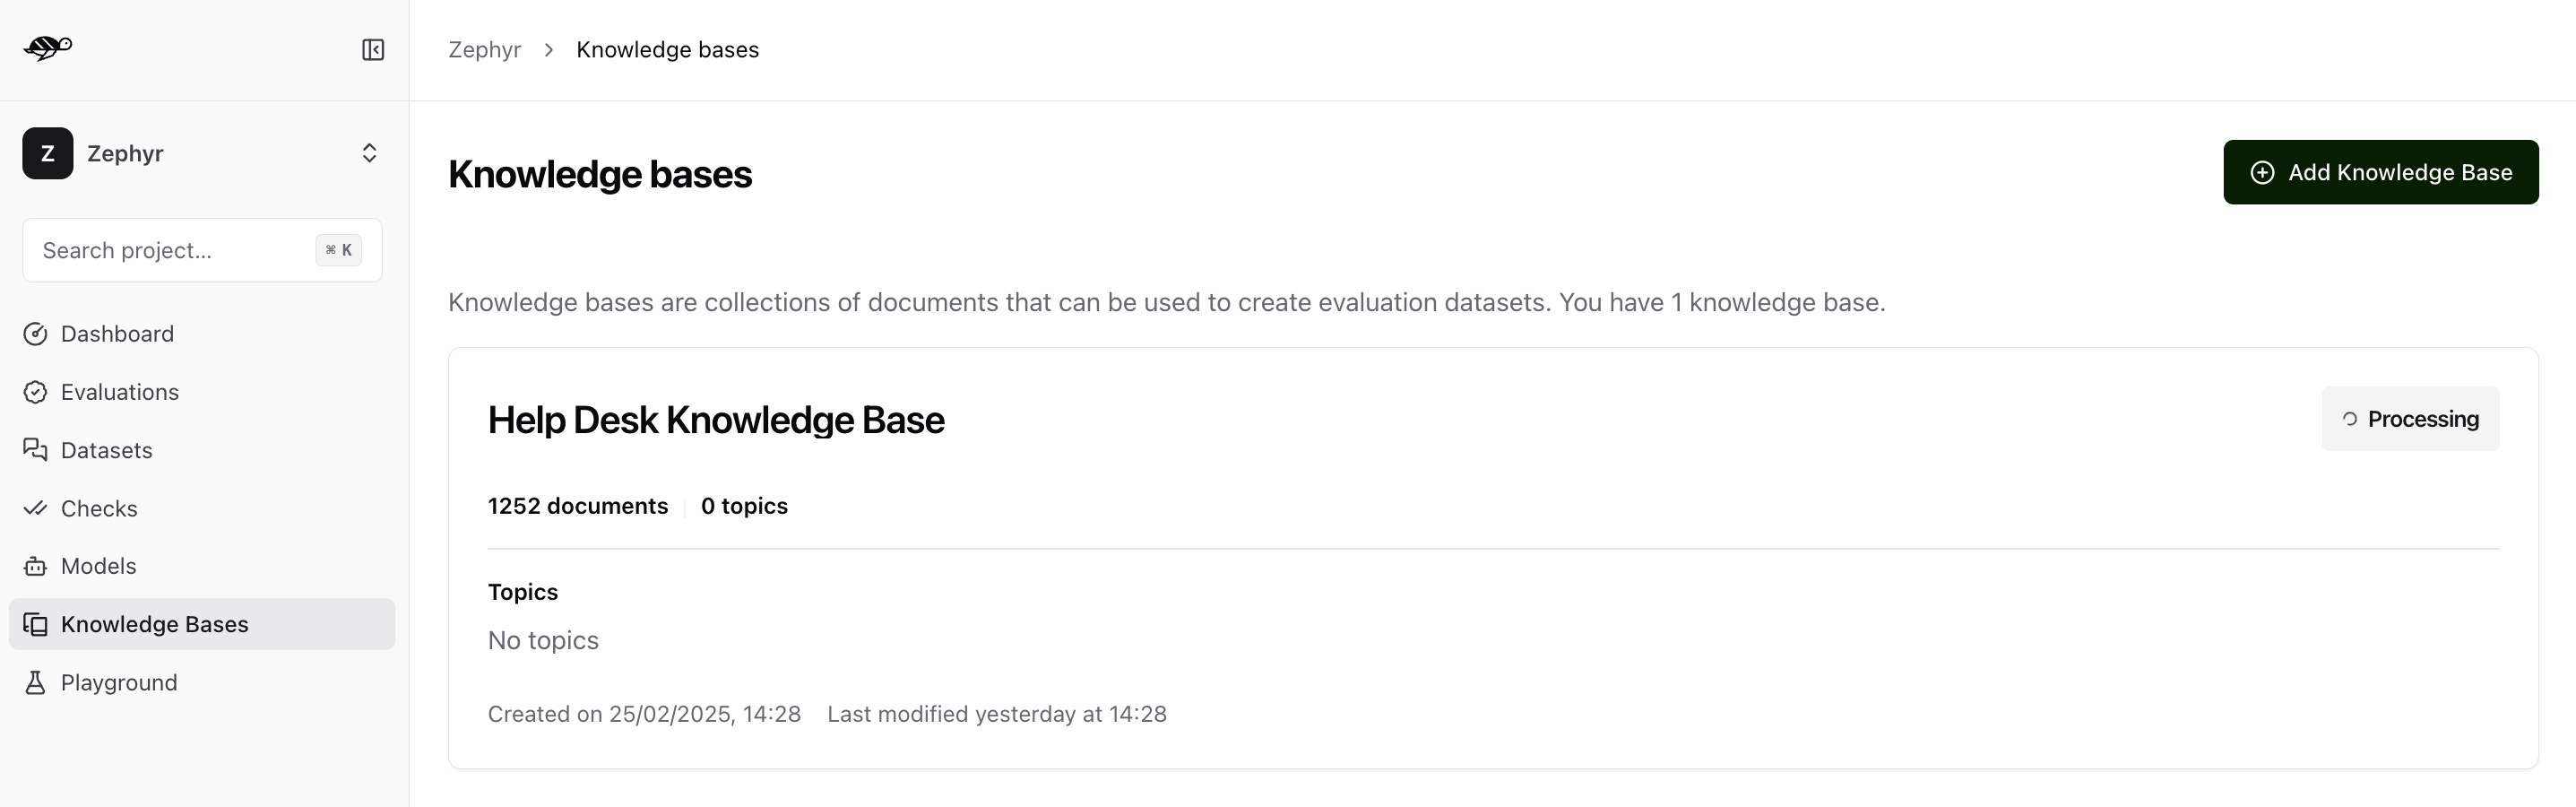 Zephyr > Knowledge bases
Z Zephyr
Search project... ⌘ K
Dashboard
Evaluations
Datasets
Checks
Models
Knowledge Bases
Playground
Knowledge bases
Add Knowledge Base
Knowledge bases are collections of documents that can be used to create evaluation datasets. You have 1 knowledge base.
Help Desk Knowledge Base
Processing
1252 documents | 0 topics
Topics
No topics
Created on 25/02/2025, 14:28 Last modified yesterday at 14:28